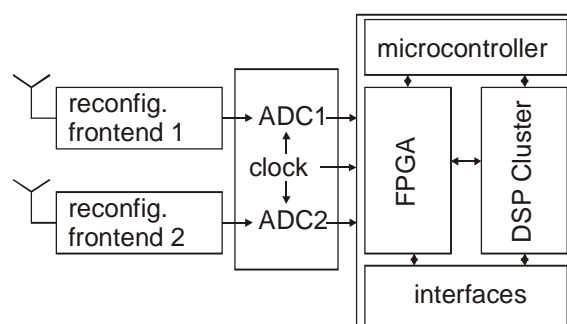 microcontroller
reconfig.
frontend 1
ADC1
clock
FPGA
DSP Cluster
reconfig.
frontend 2
ADC2
interfaces